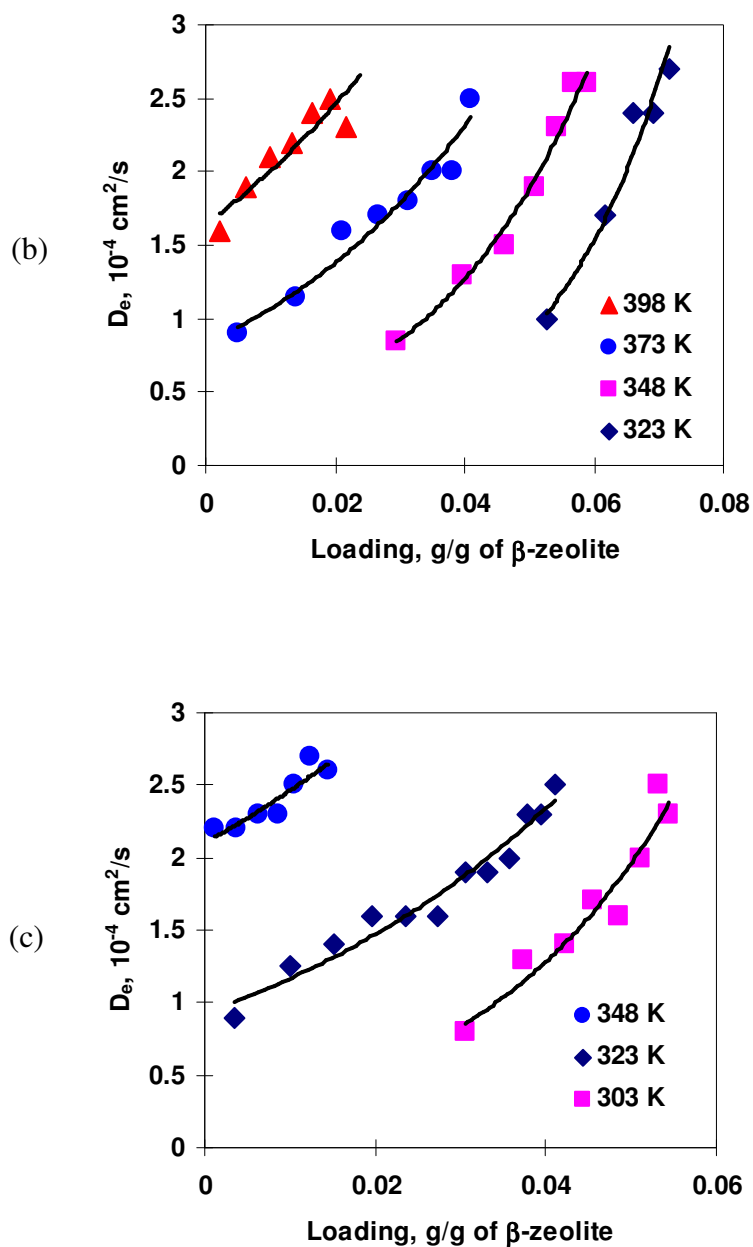 (b)
3
2.5
2
1.5
1
0.5
0
Dₑ, 10⁻⁴ cm²/s
398 K
373 K
348 K
323 K
0 0.02 0.04 0.06 0.08
Loading, g/g of β-zeolite
(c)
3
2.5
2
1.5
1
0.5
0
Dₑ, 10⁻⁴ cm²/s
348 K
323 K
303 K
0 0.02 0.04 0.06
Loading, g/g of β-zeolite